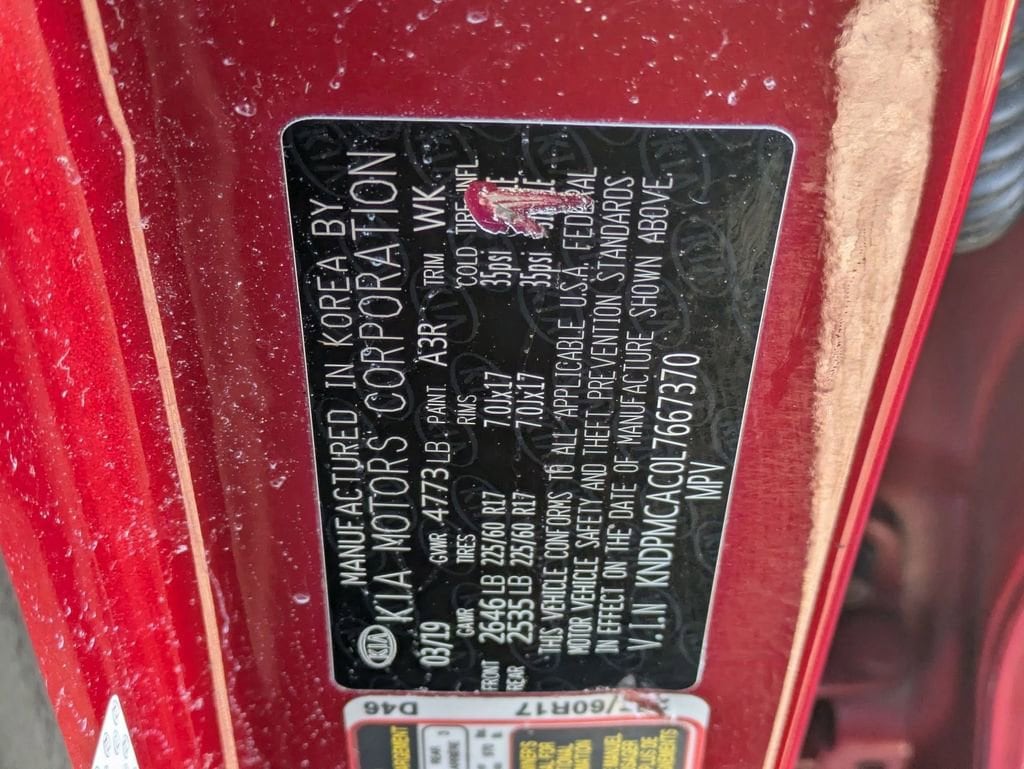 MANUFACTURED IN KOREA BY
KIA KIA MOTORS CORPORATION
03/19 GVWR 4773 LB PAINT A3R TRIM WK
GAWR TIRES RIMS COLD TIRE INFL
FRONT 2646 LB 225/60 R17 7.0Jx17 35psi
REAR 2535 LB 225/60 R17 7.0Jx17 35psi
THIS VEHICLE CONFORMS TO ALL APPLICABLE U.S.A. FEDERAL
MOTOR VEHICLE SAFETY AND THEFT PREVENTION STANDARDS
IN EFFECT ON THE DATE OF MANUFACTURE SHOWN ABOVE.
V.I.N KNDPMCAC0L7667370
MPV
D46
/60R17